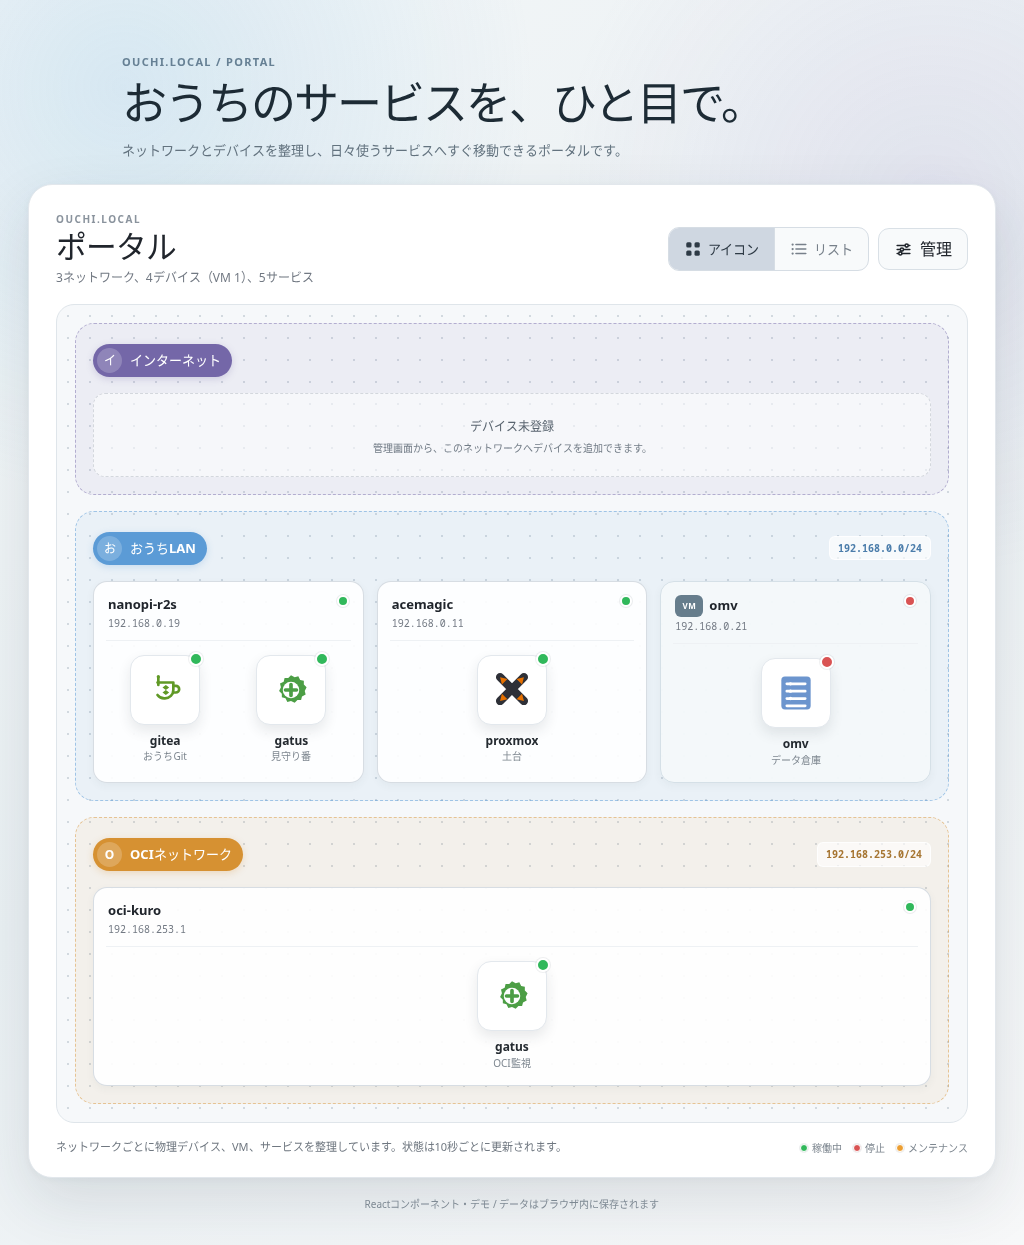 OUCHI.LOCAL / PORTAL
おうちのサービスを、ひと目で。
ネットワークとデバイスを整理し、日々使うサービスへすぐ移動できるポータルです。
OUCHI.LOCAL
ポータル
3ネットワーク、4デバイス（VM 1）、5サービス
アイコン
リスト
管理
イ インターネット
デバイス未登録
管理画面から、このネットワークへデバイスを追加できます。
お おうちLAN
192.168.0.0/24
nanopi-r2s
192.168.0.19
gitea
おうちGit
gatus
見守り番
acemagic
192.168.0.11
proxmox
土台
VM omv
192.168.0.21
omv
データ倉庫
O OCIネットワーク
192.168.253.0/24
oci-kuro
192.168.253.1
gatus
OCI監視
ネットワークごとに物理デバイス、VM、サービスを整理しています。状態は10秒ごとに更新されます。
稼働中 停止 メンテナンス
Reactコンポーネント・デモ / データはブラウザ内に保存されます